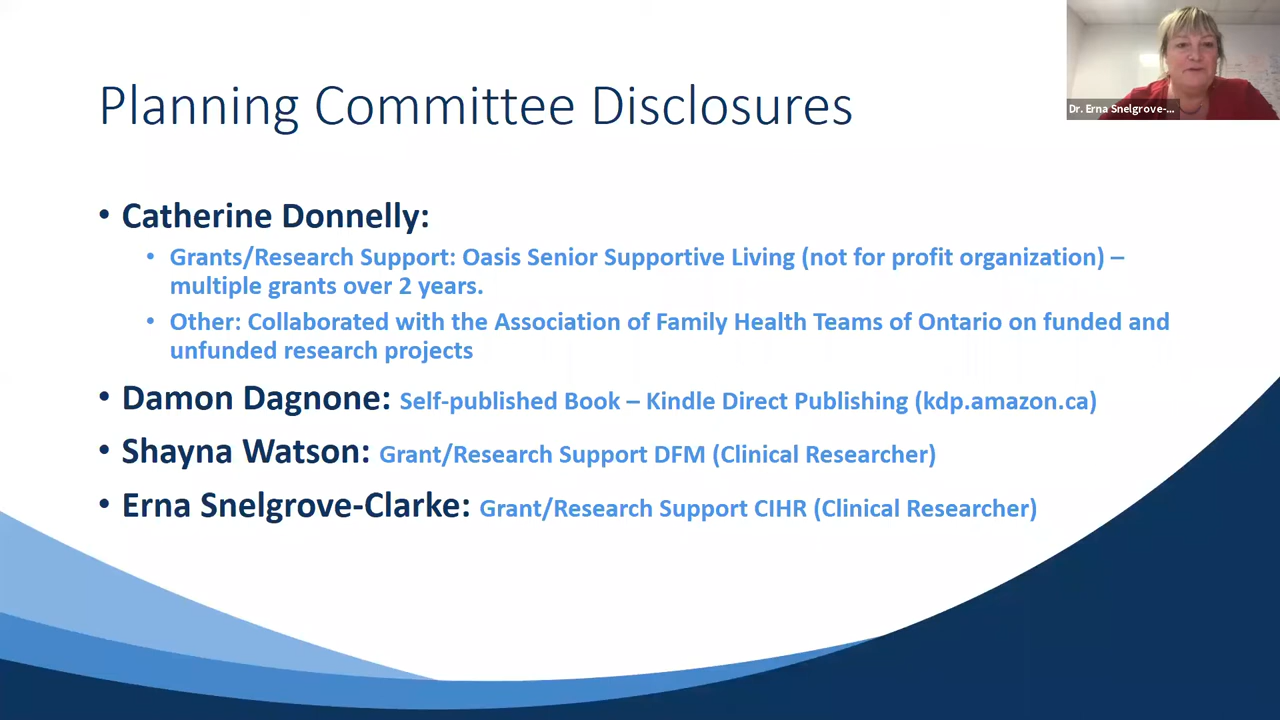 Planning Committee Disclosures
Dr. Erna Snelgrove-...
• Catherine Donnelly:
• Grants/Research Support: Oasis Senior Supportive Living (not for profit organization) –
multiple grants over 2 years.
• Other: Collaborated with the Association of Family Health Teams of Ontario on funded and
unfunded research projects
• Damon Dagnone: Self-published Book – Kindle Direct Publishing (kdp.amazon.ca)
• Shayna Watson: Grant/Research Support DFM (Clinical Researcher)
• Erna Snelgrove-Clarke: Grant/Research Support CIHR (Clinical Researcher)